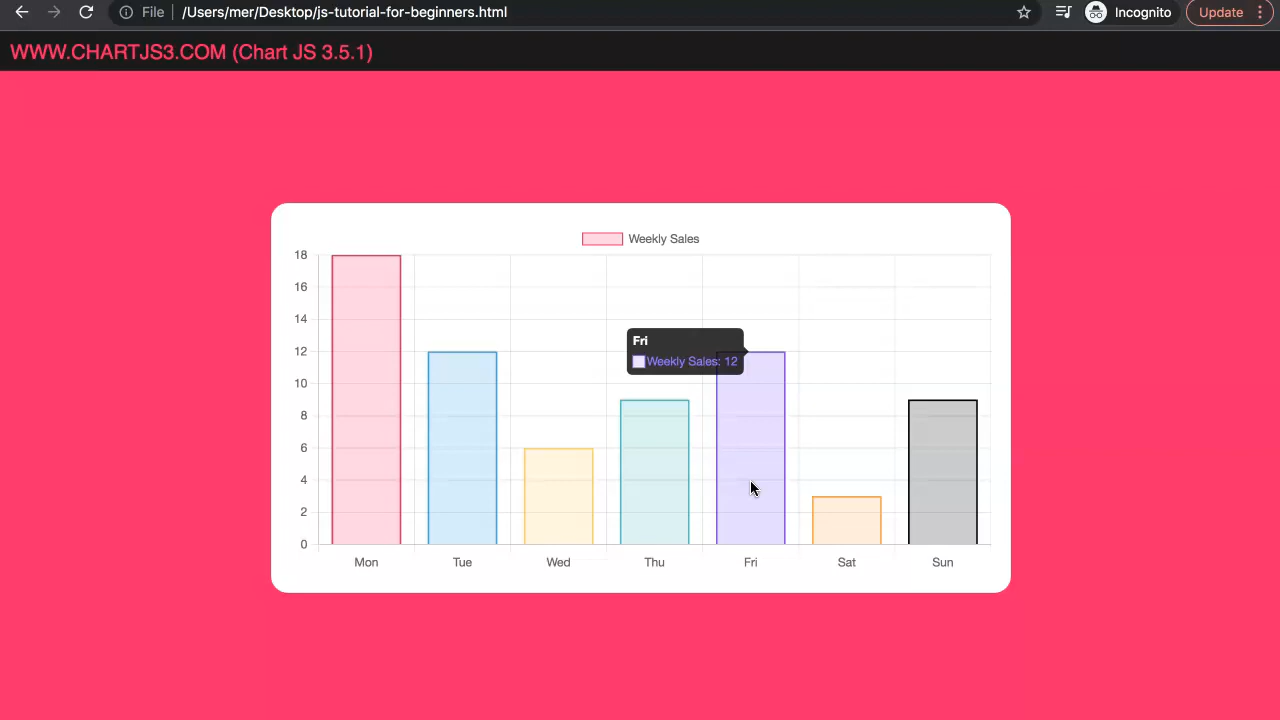 File
/Users/mer/Desktop/js-tutorial-for-beginners.html
Incognito
Update
WWW.CHARTJS3.COM (Chart JS 3.5.1)
Weekly Sales
18
16
14
12
10
8
6
4
2
0
Fri
Weekly Sales: 12
Mon Tue Wed Thu Fri Sat Sun